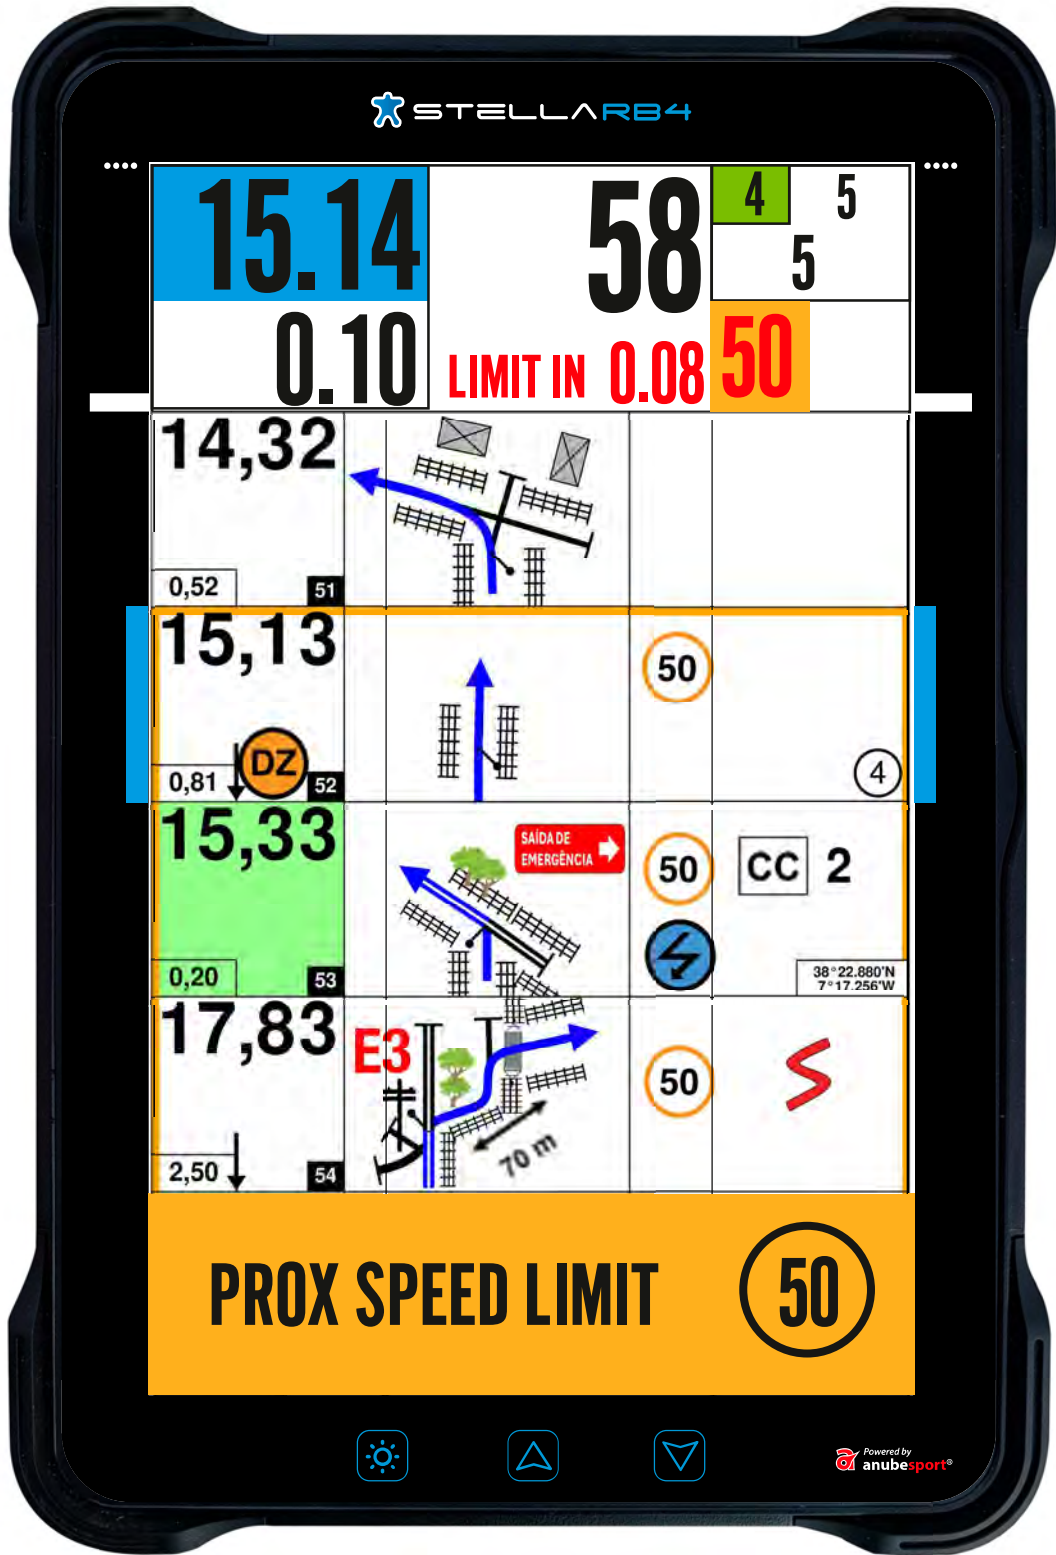 STELLARB4
15.14
58
4
5
5
0.10
LIMIT IN 0.08
50
14,32
0,52
51
15,13
50
DZ
0,81
52
4
15,33
SAÍDA DE
EMERGÊNCIA
50
CC 2
0,20
53
38°22.880'N
7°17.256'W
17,83
E3
50
70 m
2,50
54
PROX SPEED LIMIT
50
Powered by
anubesport®